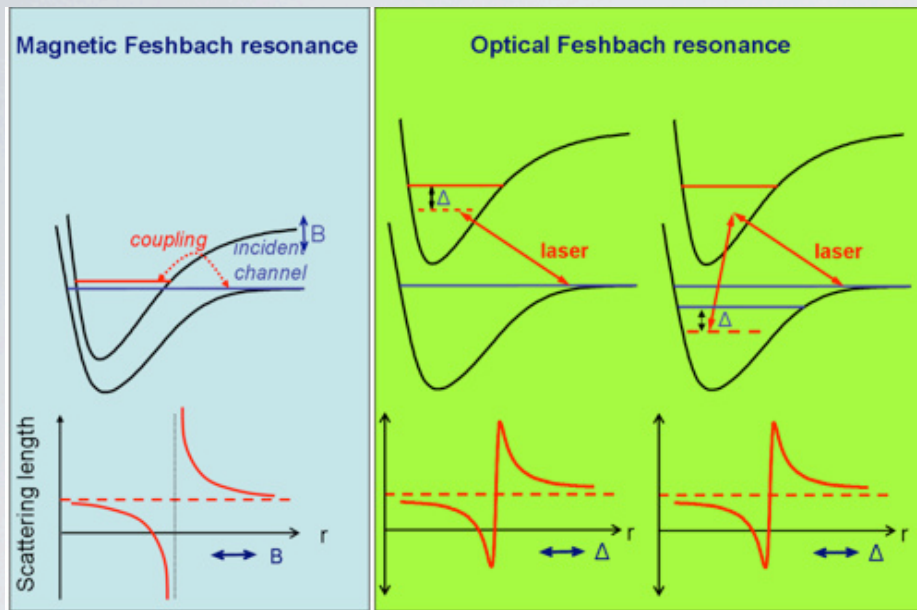 Magnetic Feshbach resonance
Optical Feshbach resonance
B
coupling
incident
channel
Δ
laser
laser
Δ
Scattering length
r
B
r
Δ
r
Δ